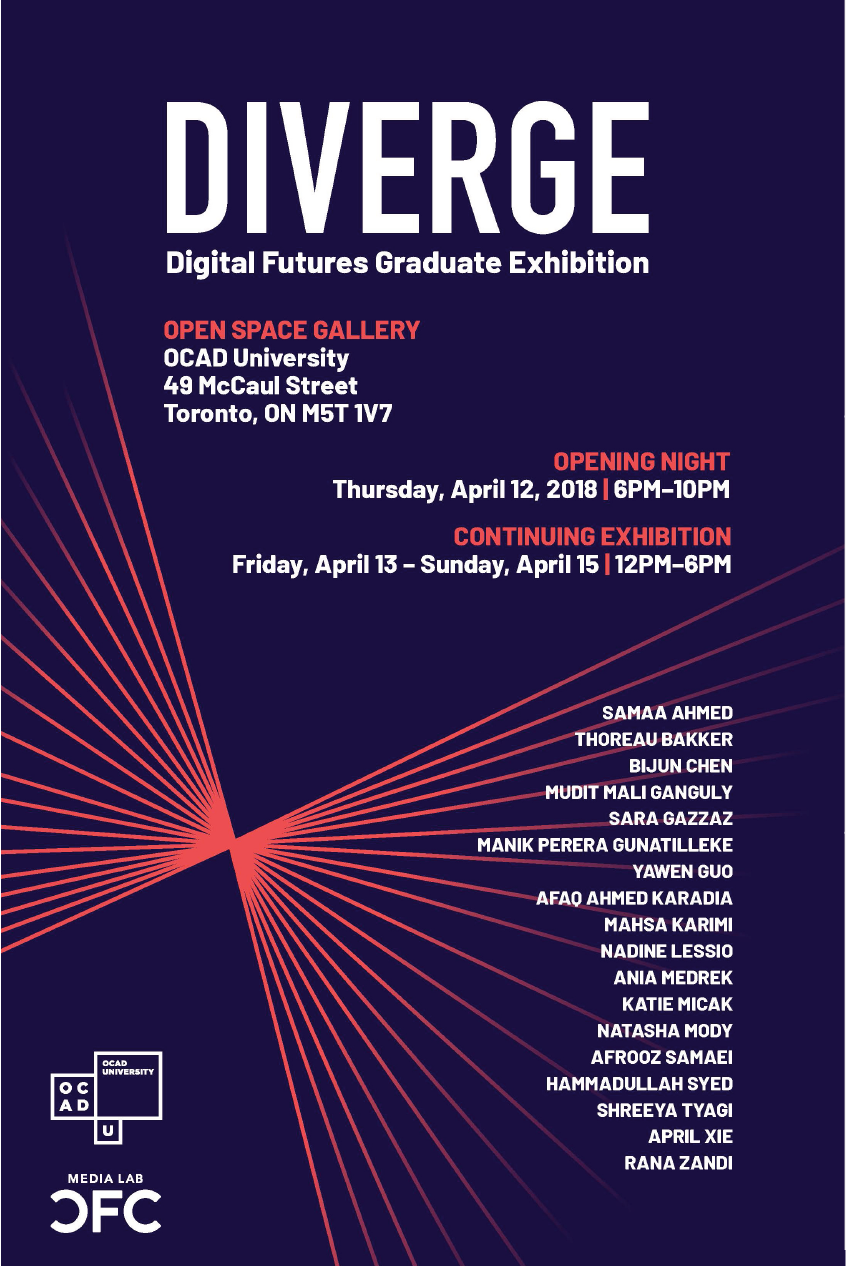 DIVERGE
Digital Futures Graduate Exhibition
OPEN SPACE GALLERY
OCAD University
49 McCaul Street
Toronto, ON M5T 1V7
OPENING NIGHT
Thursday, April 12, 2018 | 6PM–10PM
CONTINUING EXHIBITION
Friday, April 13 – Sunday, April 15 | 12PM–6PM
SAMAA AHMED
THOREAU BAKKER
BIJUN CHEN
MUDIT MALI GANGULY
SARA GAZZAZ
MANIK PERERA GUNATILLEKE
YAWEN GUO
AFAQ AHMED KARADIA
MAHSA KARIMI
NADINE LESSIO
ANIA MEDREK
KATIE MICAK
NATASHA MODY
AFROOZ SAMAEI
HAMMADULLAH SYED
SHREEYA TYAGI
APRIL XIE
RANA ZANDI
OCAD
UNIVERSITY
OC
AD
U
MEDIA LAB
CFC